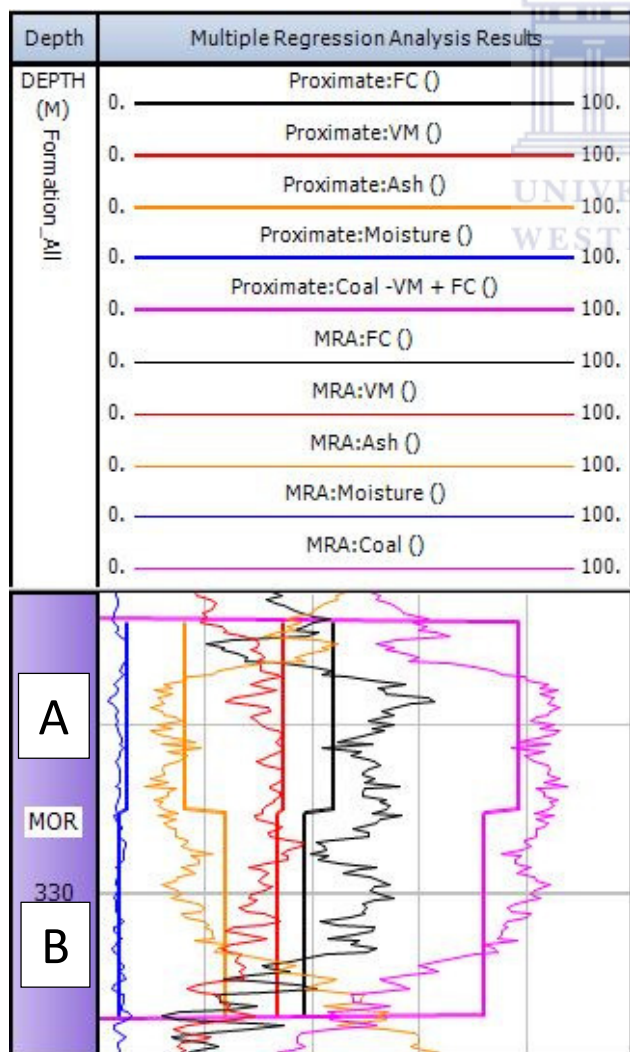 Depth
Multiple Regression Analysis Results
DEPTH
(M)
Formation_All
Proximate:FC ()
0. 100.
Proximate:VM ()
0. 100.
Proximate:Ash ()
0. 100.
Proximate:Moisture ()
0. 100.
Proximate:Coal -VM + FC ()
0. 100.
MRA:FC ()
0. 100.
MRA:VM ()
0. 100.
MRA:Ash ()
0. 100.
MRA:Moisture ()
0. 100.
MRA:Coal ()
0. 100.
UNIVE
WEST
A
MOR
330
B